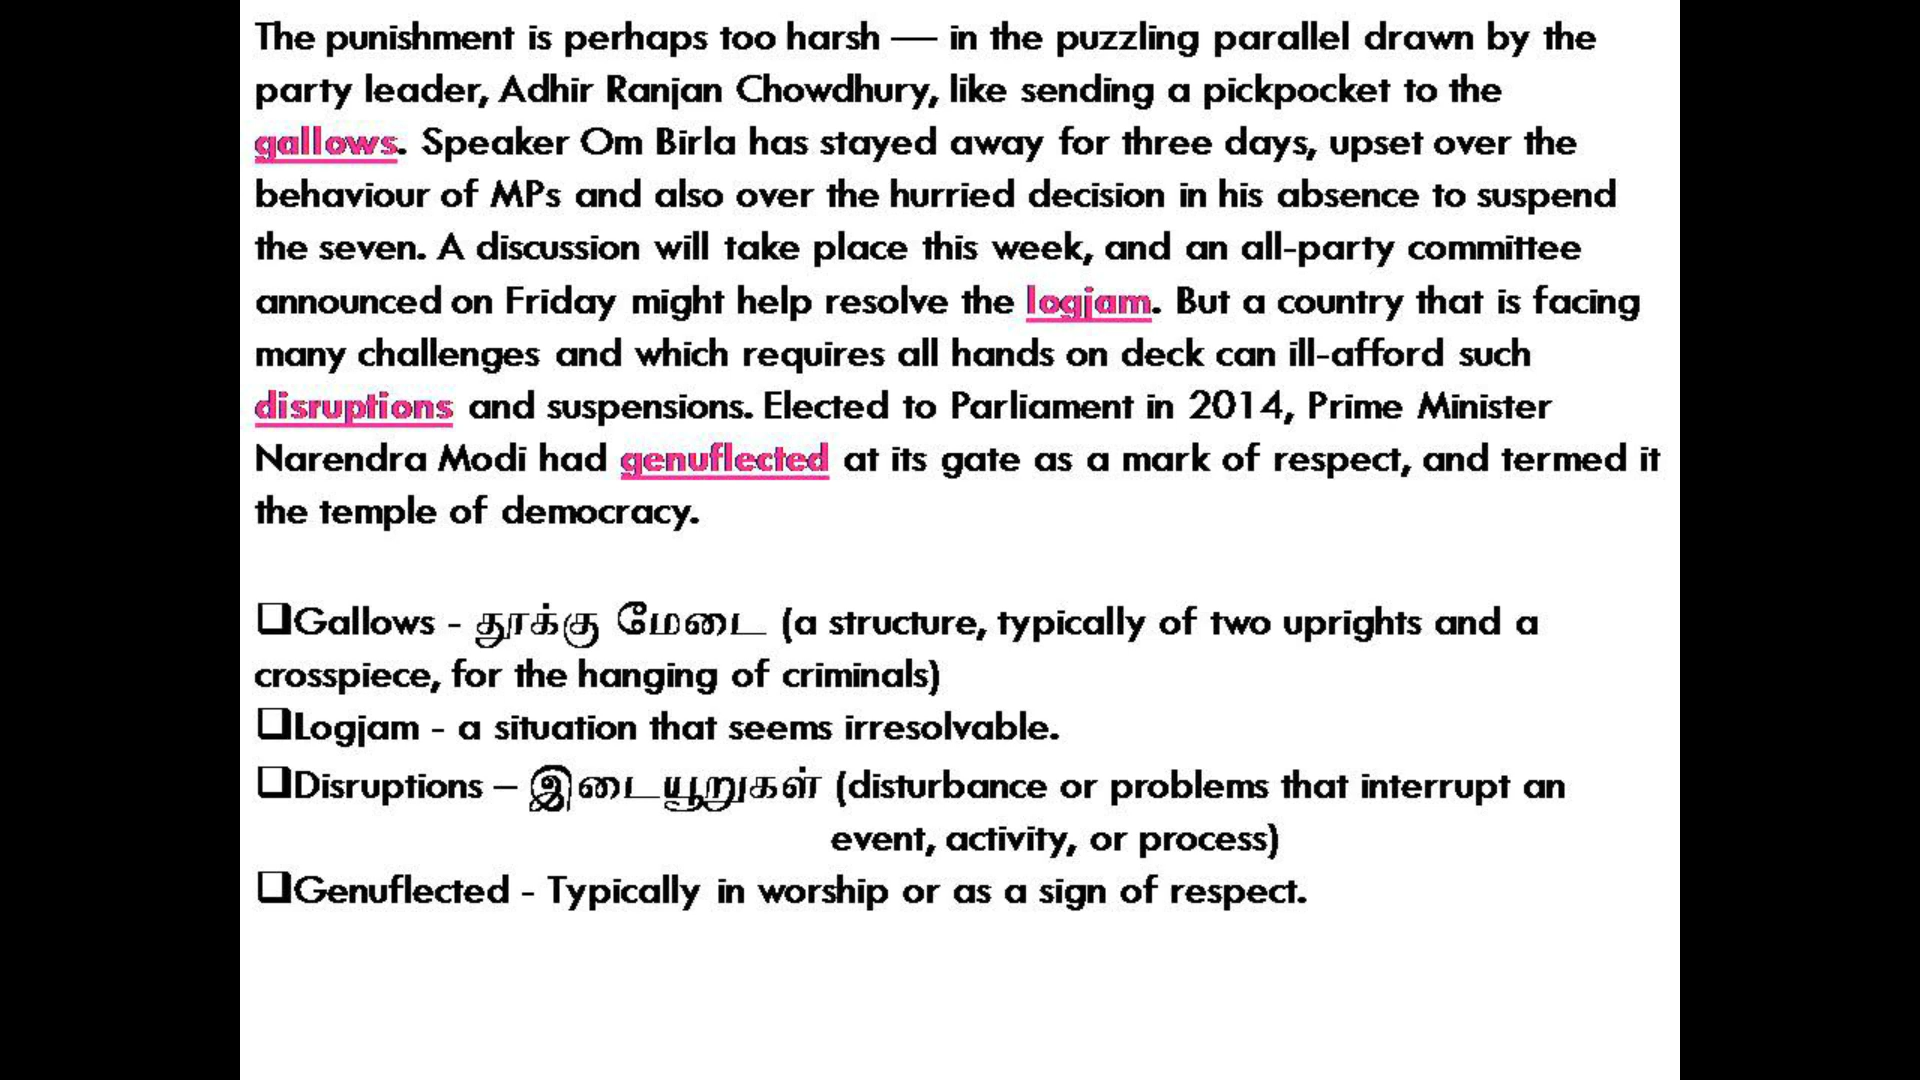 The punishment is perhaps too harsh — in the puzzling parallel drawn by the
party leader, Adhir Ranjan Chowdhury, like sending a pickpocket to the
gallows. Speaker Om Birla has stayed away for three days, upset over the
behaviour of MPs and also over the hurried decision in his absence to suspend
the seven. A discussion will take place this week, and an all-party committee
announced on Friday might help resolve the logjam. But a country that is facing
many challenges and which requires all hands on deck can ill-afford such
disruptions and suspensions. Elected to Parliament in 2014, Prime Minister
Narendra Modi had genuflected at its gate as a mark of respect, and termed it
the temple of democracy.
❑Gallows - தூக்கு மேடை (a structure, typically of two uprights and a
crosspiece, for the hanging of criminals)
❑Logjam - a situation that seems irresolvable.
❑Disruptions – இடையூறுகள் (disturbance or problems that interrupt an
event, activity, or process)
❑Genuflected - Typically in worship or as a sign of respect.